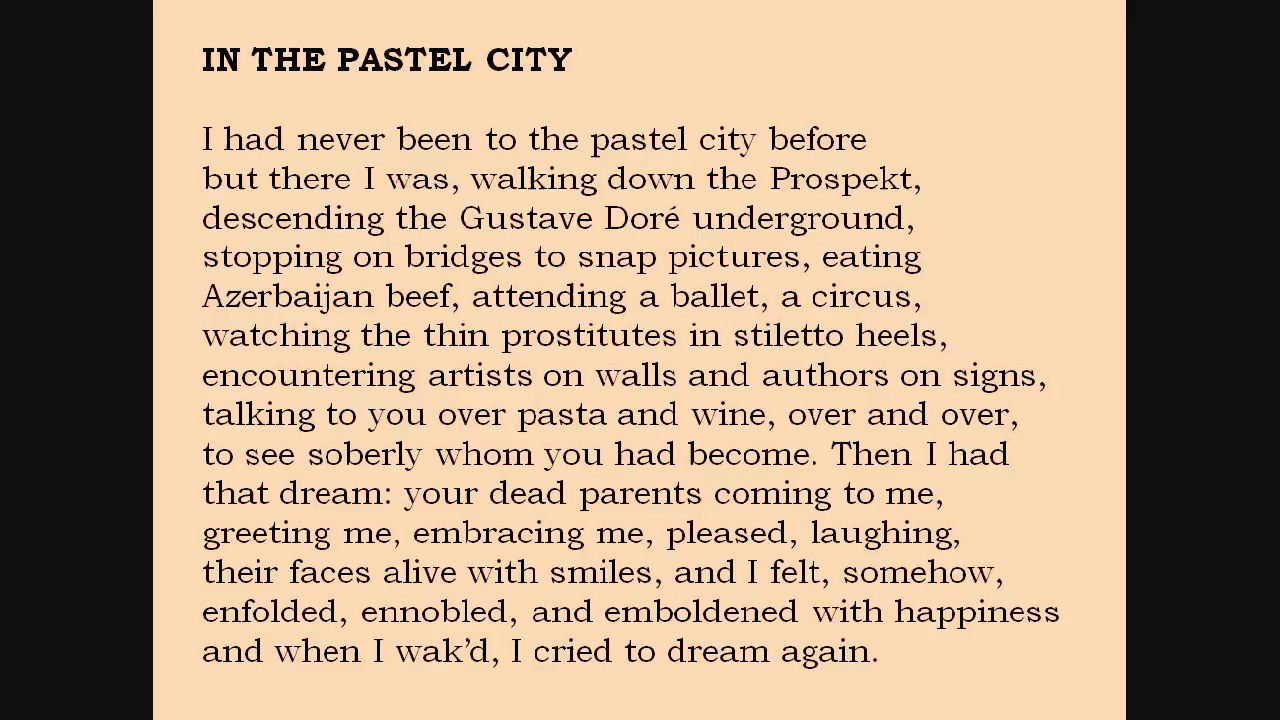 IN THE PASTEL CITY
I had never been to the pastel city before
but there I was, walking down the Prospekt,
descending the Gustave Doré underground,
stopping on bridges to snap pictures, eating
Azerbaijan beef, attending a ballet, a circus,
watching the thin prostitutes in stiletto heels,
encountering artists on walls and authors on signs,
talking to you over pasta and wine, over and over,
to see soberly whom you had become. Then I had
that dream: your dead parents coming to me,
greeting me, embracing me, pleased, laughing,
their faces alive with smiles, and I felt, somehow,
enfolded, ennobled, and emboldened with happiness
and when I wak’d, I cried to dream again.